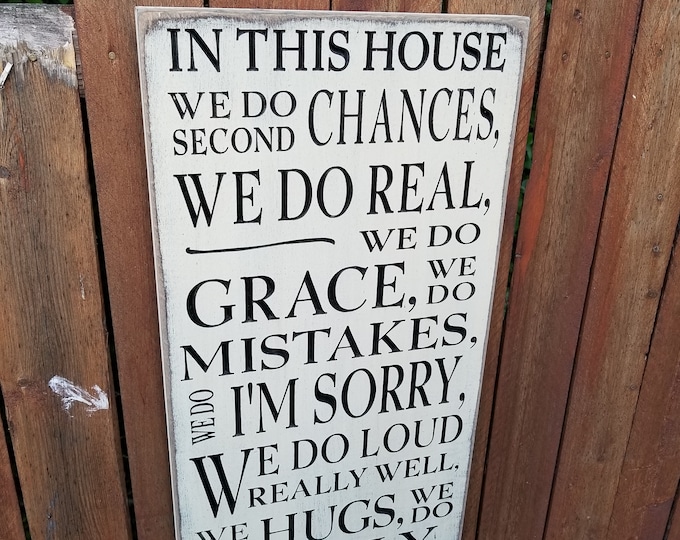 IN THIS HOUSE
WE DO SECOND CHANCES,
WE DO REAL,
WE DO
GRACE, WE DO
MISTAKES,
WE DO I'M SORRY,
WE DO LOUD
REALLY WELL,
WE HUGS, WE DO